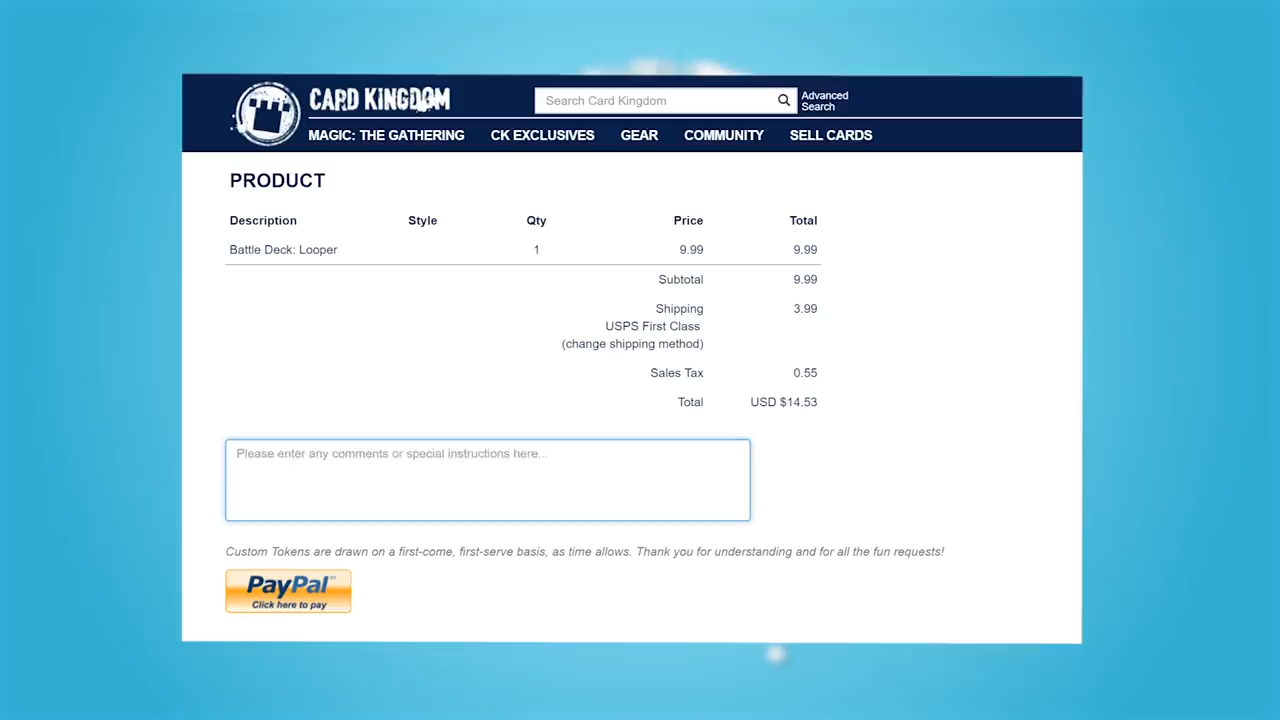 CARD KINGDOM
Search Card Kingdom
Advanced
Search
MAGIC: THE GATHERING CK EXCLUSIVES GEAR COMMUNITY SELL CARDS
PRODUCT
Description Style Qty Price Total
Battle Deck: Looper 1 9.99 9.99
Subtotal 9.99
Shipping 3.99
USPS First Class
(change shipping method)
Sales Tax 0.55
Total USD $14.53
Please enter any comments or special instructions here...
Custom Tokens are drawn on a first-come, first-serve basis, as time allows. Thank you for understanding and for all the fun requests!
PayPal
Click here to pay